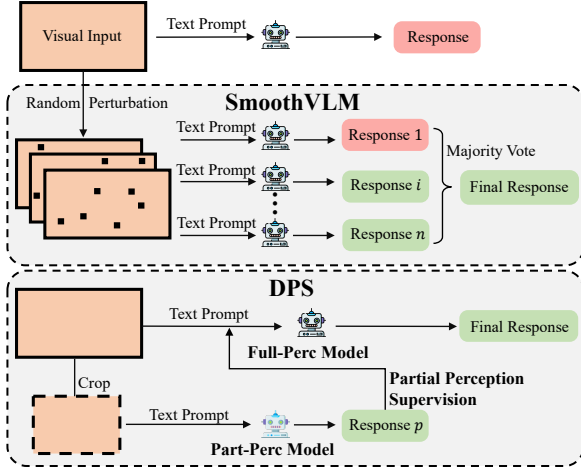 Visual Input
Text Prompt
Response
Random Perturbation
SmoothVLM
Text Prompt
Response 1
Majority Vote
Text Prompt
Response i
Final Response
Text Prompt
Response n
DPS
Text Prompt
Final Response
Full-Perc Model
Crop
Partial Perception
Supervision
Text Prompt
Response p
Part-Perc Model